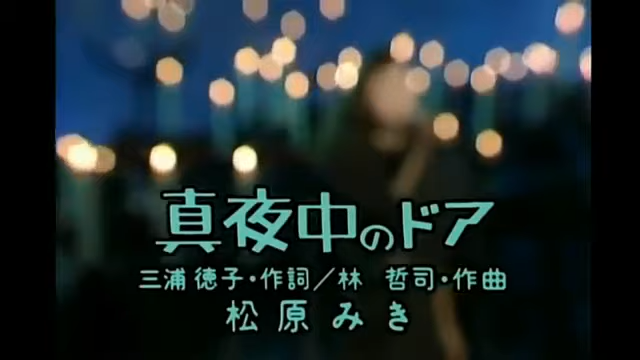 真夜中のドア
三浦徳子・作詞／林　哲司・作曲
松原みき